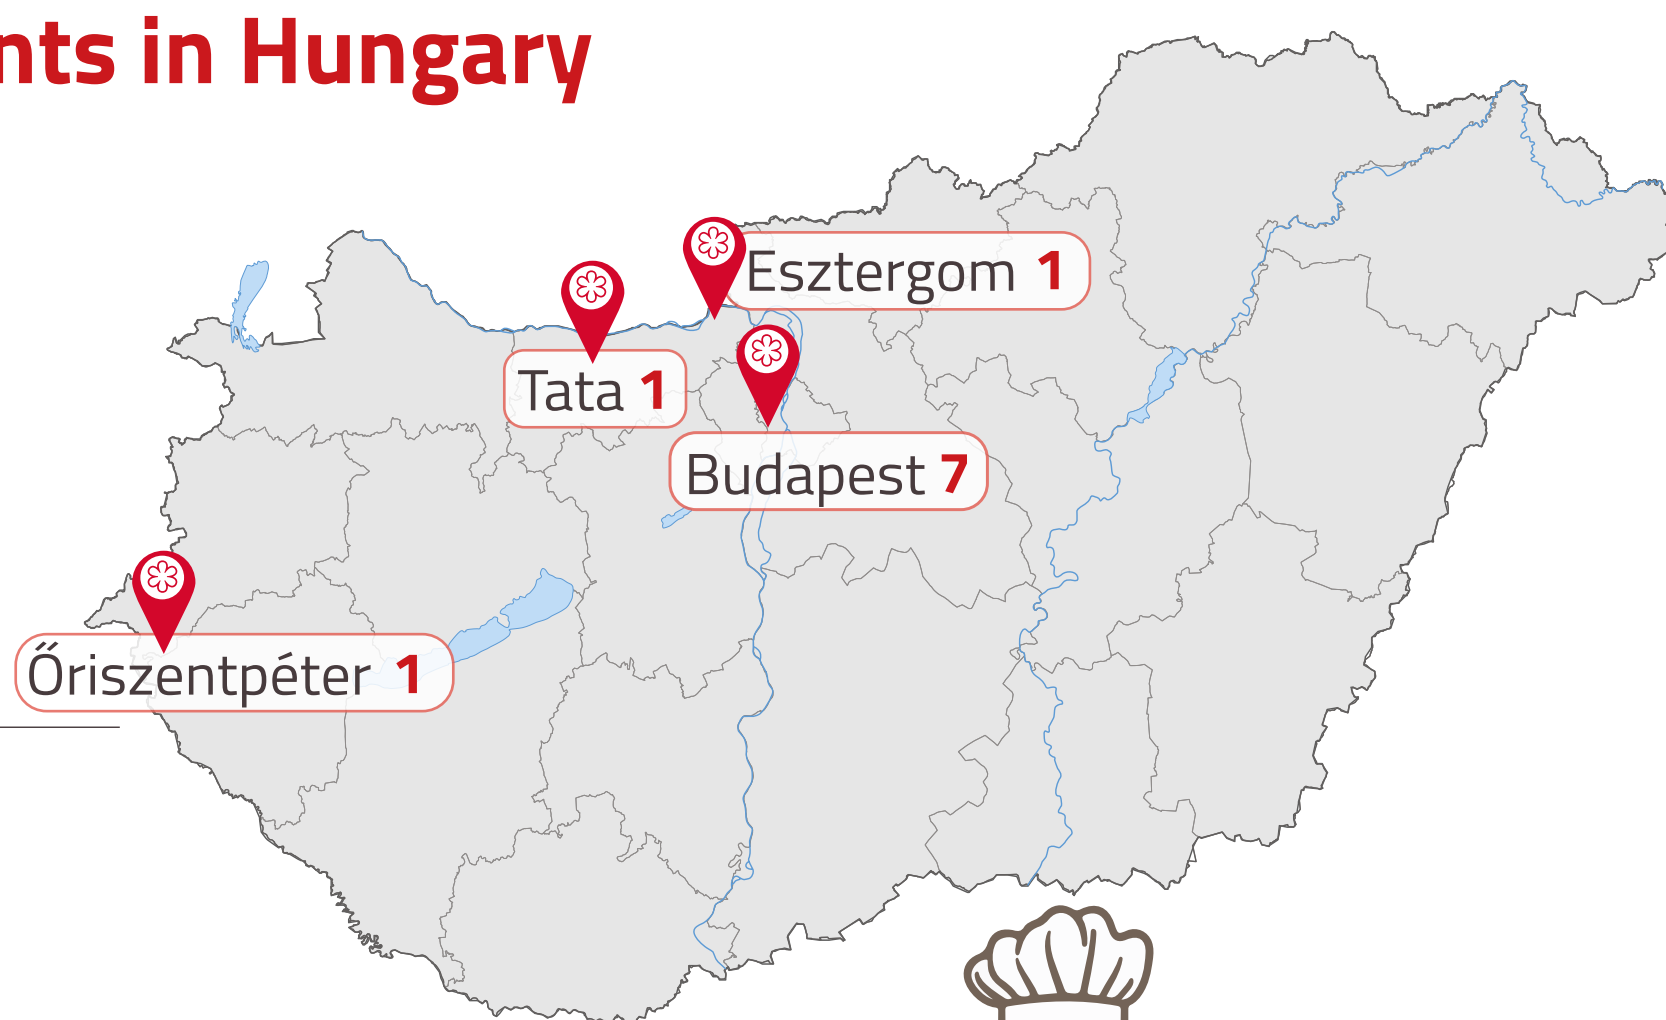 nts in Hungary
Esztergom 1
Tata 1
Budapest 7
Őriszentpéter 1